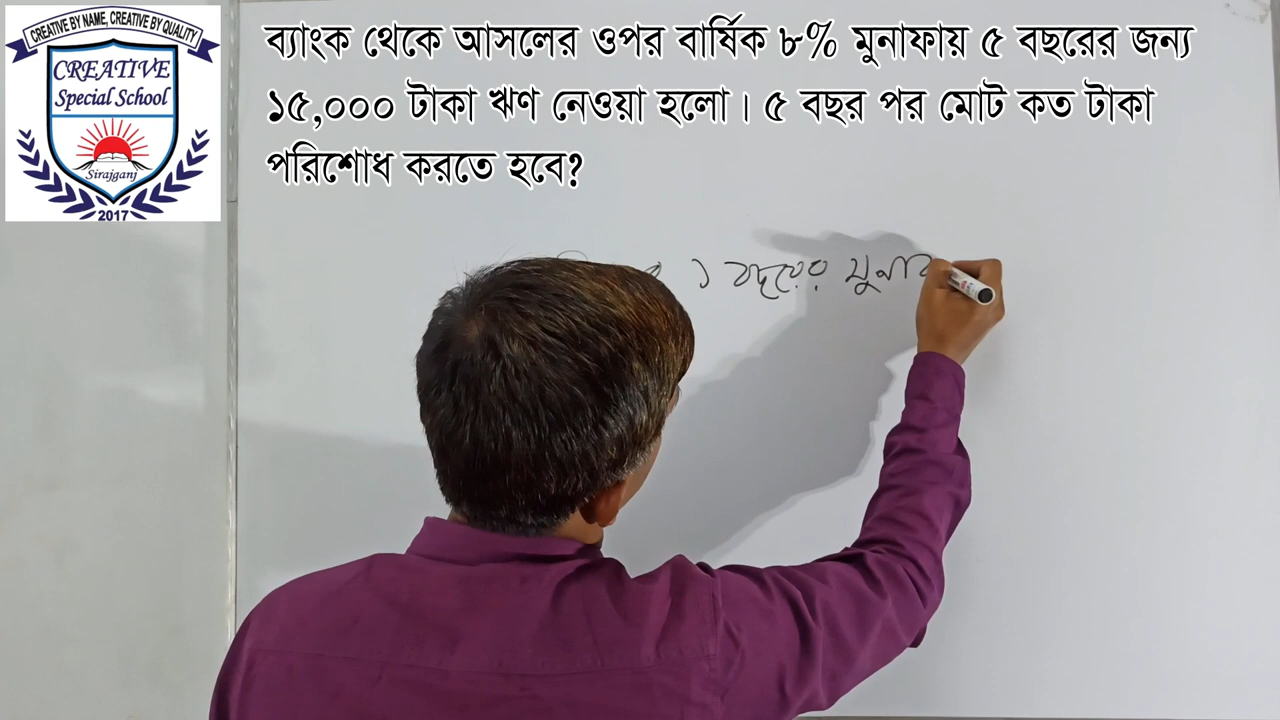 CREATIVE BY NAME, CREATIVE BY QUALITY
CREATIVE
Special School
Sirajganj
2017
ব্যাংক থেকে আসলের ওপর বার্ষিক ৮% মুনাফায় ৫ বছরের জন্য
১৫,০০০ টাকা ঋণ নেওয়া হলো। ৫ বছর পর মোট কত টাকা
পরিশোধ করতে হবে?
১ বছরের